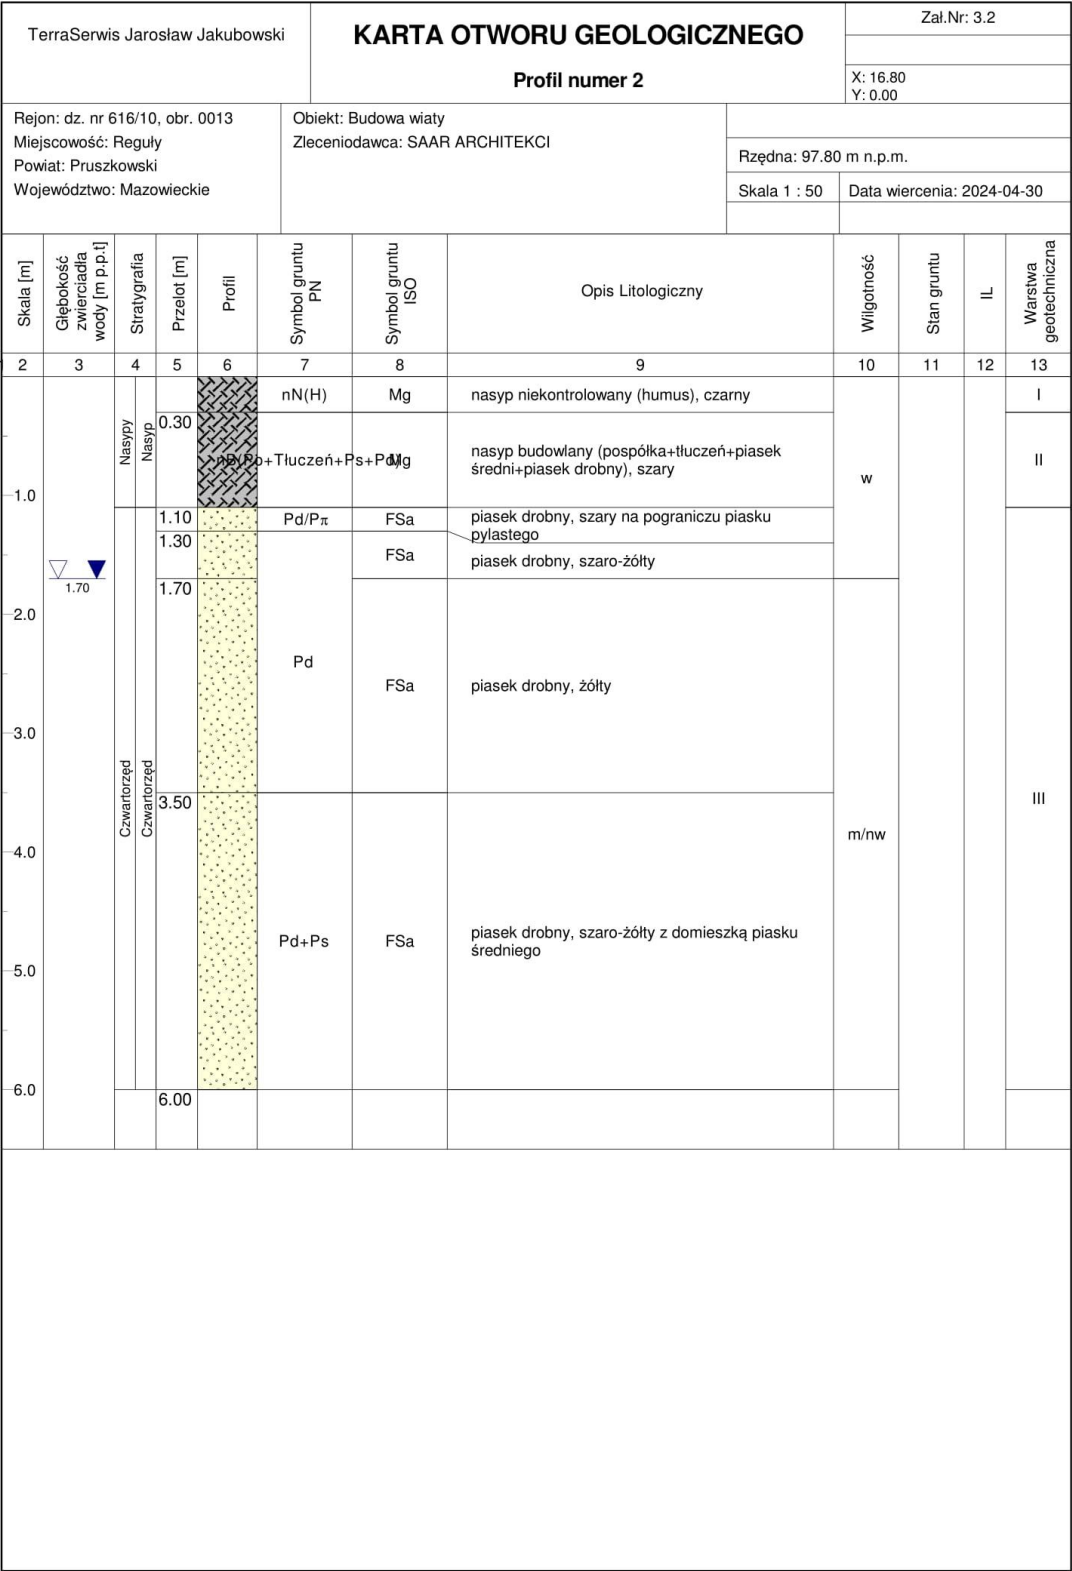 TerraSerwis Jarosław Jakubowski
KARTA OTWORU GEOLOGICZNEGO
Profil numer 2
Zał.Nr: 3.2
X: 16.80
Y: 0.00
Rejon: dz. nr 616/10, obr. 0013
Miejscowość: Reguły
Powiat: Pruszkowski
Województwo: Mazowieckie
Obiekt: Budowa wiaty
Zleceniodawca: SAAR ARCHITEKCI
Rzędna: 97.80 m n.p.m.
Skala 1 : 50
Data wiercenia: 2024-04-30
Skala [m]
Głębokość
zwierciadła
wody [m p.p.t]
Stratygrafia
Przelot [m]
Profil
Symbol gruntu
PN
Symbol gruntu
ISO
Opis Litologiczny
Wilgotność
Stan gruntu
IL
Warstwa
geotechniczna
2 3 4 5 6 7 8 9 10 11 12 13
nN(H) Mg nasyp niekontrolowany (humus), czarny I
0.30
Nasypy
Nasyp
nB(Po+Tłuczeń+Ps+Pd) Mg
nasyp budowlany (pospółka+tłuczeń+piasek
średni+piasek drobny), szary
II
w
1.0
1.10 Pd/Pπ FSa
piasek drobny, szary na pograniczu piasku
pylastego
1.30
FSa piasek drobny, szaro-żółty
1.70
1.70
2.0
Pd
FSa piasek drobny, żółty
3.0
Czwartorzęd
Czwartorzęd
3.50
III
m/nw
4.0
Pd+Ps FSa
piasek drobny, szaro-żółty z domieszką piasku
średniego
5.0
6.0
6.00